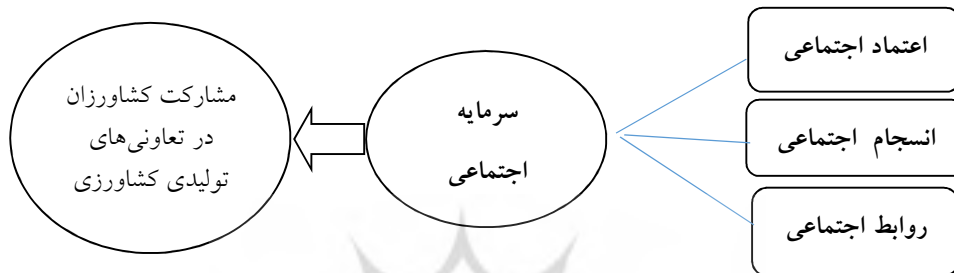 اعتماد اجتماعی
انسجام اجتماعی
روابط اجتماعی
سرمایه
اجتماعی
مشارکت کشاورزان
در تعاونی‌های
تولیدی کشاورزی